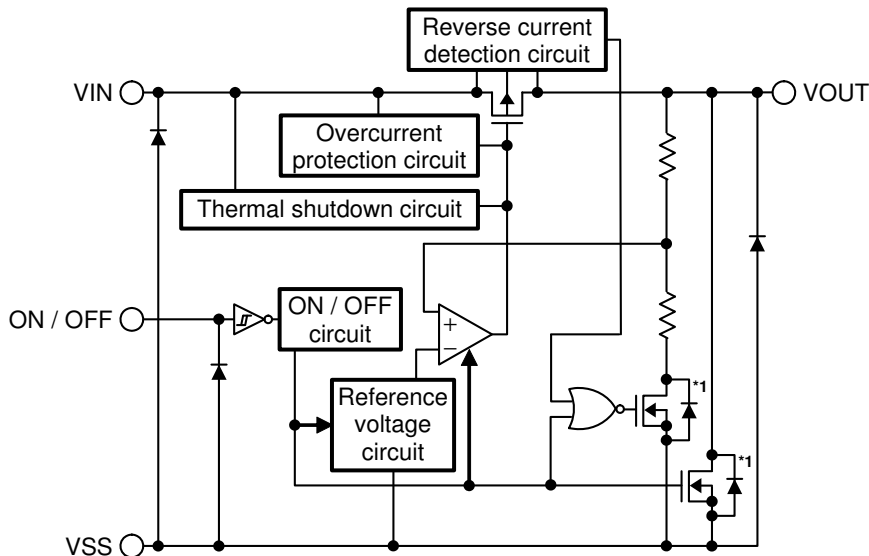 Reverse current
detection circuit
VIN
VOUT
Overcurrent
protection circuit
Thermal shutdown circuit
ON / OFF
ON / OFF
circuit
+
−
Reference
voltage
circuit
*1
*1
VSS